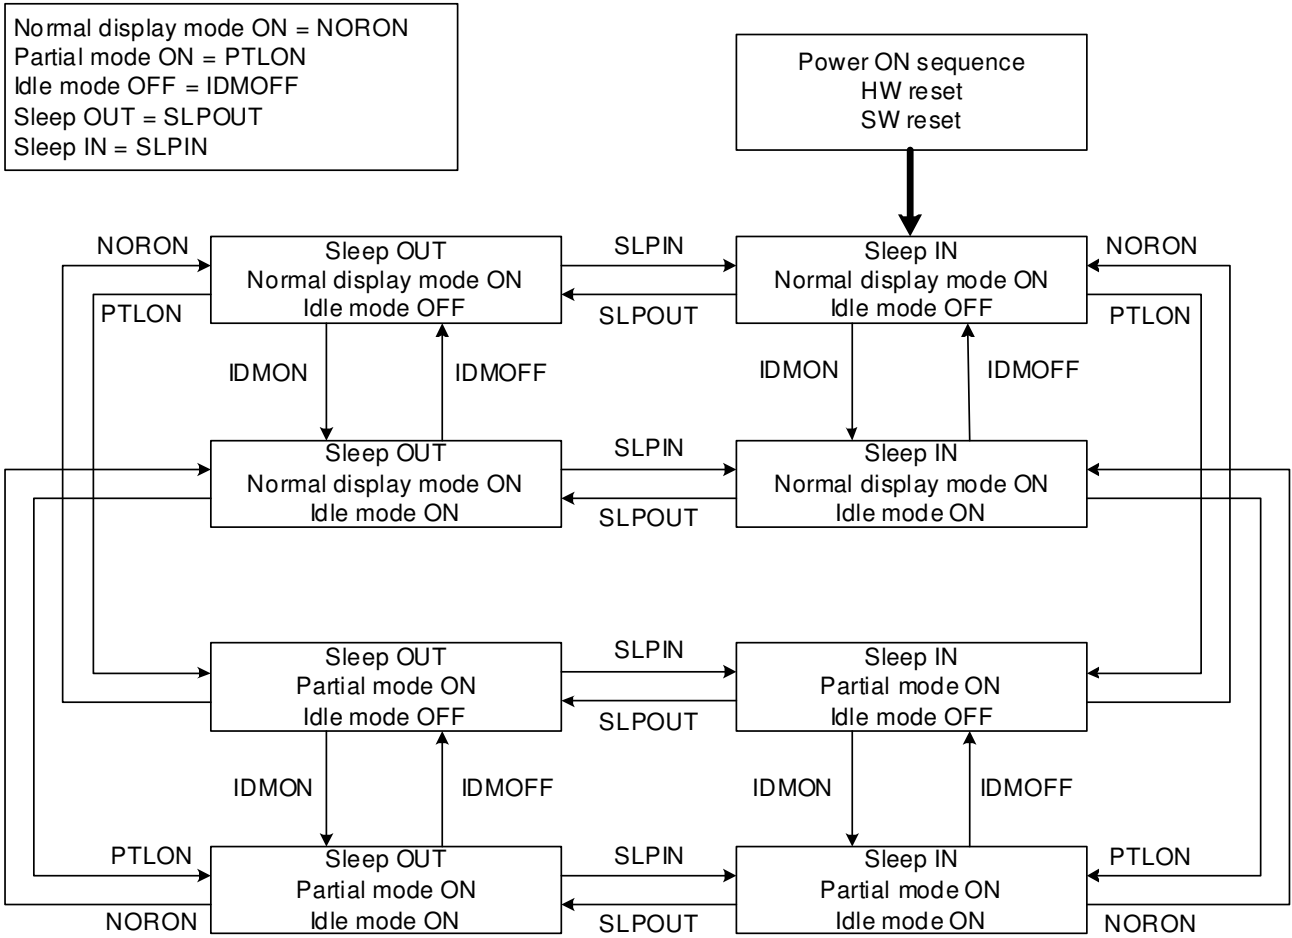 Normal display mode ON = NORON
Partial mode ON = PTLON
Idle mode OFF = IDMOFF
Sleep OUT = SLPOUT
Sleep IN = SLPIN
Power ON sequence
HW reset
SW reset
NORON
Sleep OUT
Normal display mode ON
Idle mode OFF
SLPIN
SLPOUT
Sleep IN
Normal display mode ON
Idle mode OFF
NORON
PTLON
PTLON
IDMON
IDMOFF
IDMON
IDMOFF
Sleep OUT
Normal display mode ON
Idle mode ON
SLPIN
SLPOUT
Sleep IN
Normal display mode ON
Idle mode ON
Sleep OUT
Partial mode ON
Idle mode OFF
SLPIN
SLPOUT
Sleep IN
Partial mode ON
Idle mode OFF
IDMON
IDMOFF
IDMON
IDMOFF
PTLON
NORON
Sleep OUT
Partial mode ON
Idle mode ON
SLPIN
SLPOUT
Sleep IN
Partial mode ON
Idle mode ON
PTLON
NORON